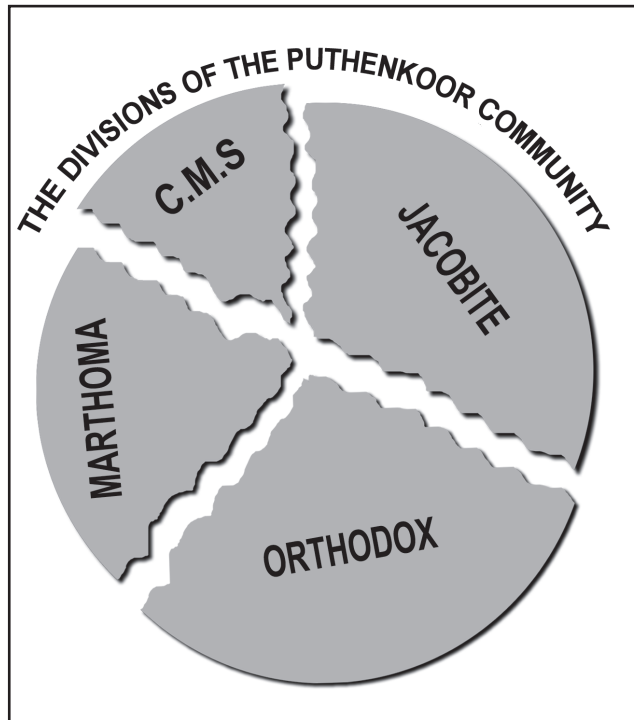 THE DIVISIONS OF THE PUTHENKOOR COMMUNITY
C.M.S
JACOBITE
MARTHOMA
ORTHODOX